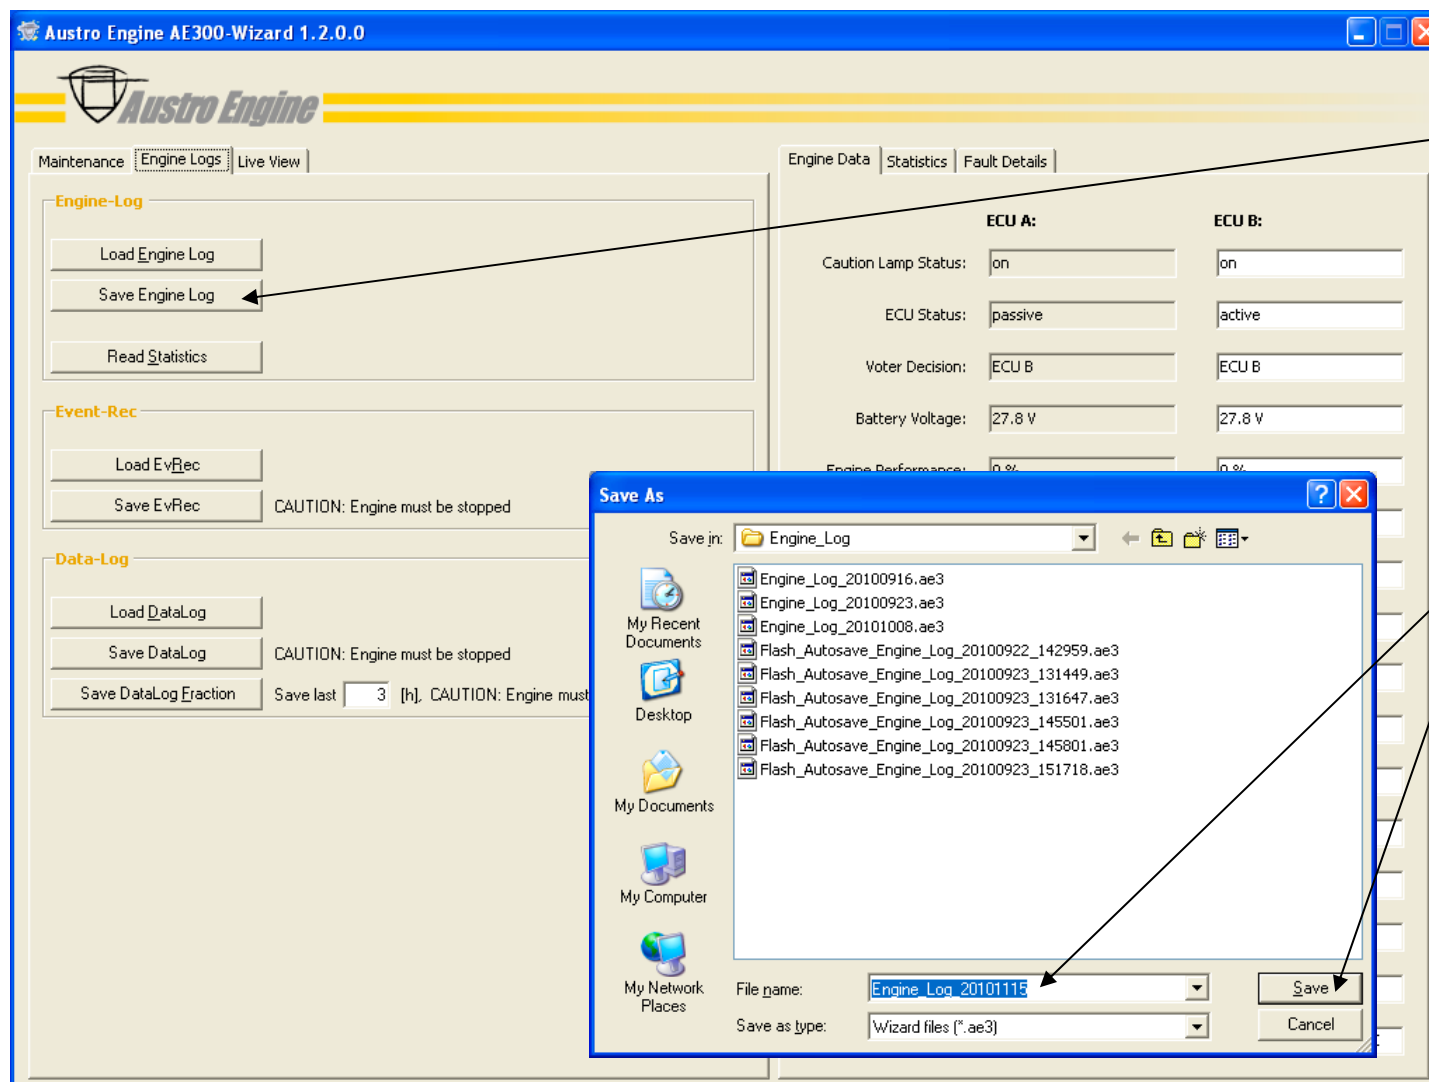 Austro Engine AE300-Wizard 1.2.0.0
Austro Engine
Maintenance Engine Logs Live View
Engine Data Statistics Fault Details
Engine-Log
Load Engine Log
Save Engine Log
Read Statistics
Event-Rec
Load EvRec
Save EvRec CAUTION: Engine must be stopped
Data-Log
Load DataLog
Save DataLog CAUTION: Engine must be stopped
Save DataLog Fraction Save last 3 [h], CAUTION: Engine must
ECU A: ECU B:
Caution Lamp Status: on on
ECU Status: passive active
Voter Decision: ECU B ECU B
Battery Voltage: 27.8 V 27.8 V
Engine Performance: 0 % 0 %
Save As
Save in: Engine_Log
My Recent
Documents
Desktop
My Documents
My Computer
My Network
Places
Engine_Log_20100916.ae3
Engine_Log_20100923.ae3
Engine_Log_20101008.ae3
Flash_Autosave_Engine_Log_20100922_142959.ae3
Flash_Autosave_Engine_Log_20100923_131449.ae3
Flash_Autosave_Engine_Log_20100923_131647.ae3
Flash_Autosave_Engine_Log_20100923_145501.ae3
Flash_Autosave_Engine_Log_20100923_145801.ae3
Flash_Autosave_Engine_Log_20100923_151718.ae3
File name: Engine_Log_20101115 Save
Save as type: Wizard files (*.ae3) Cancel